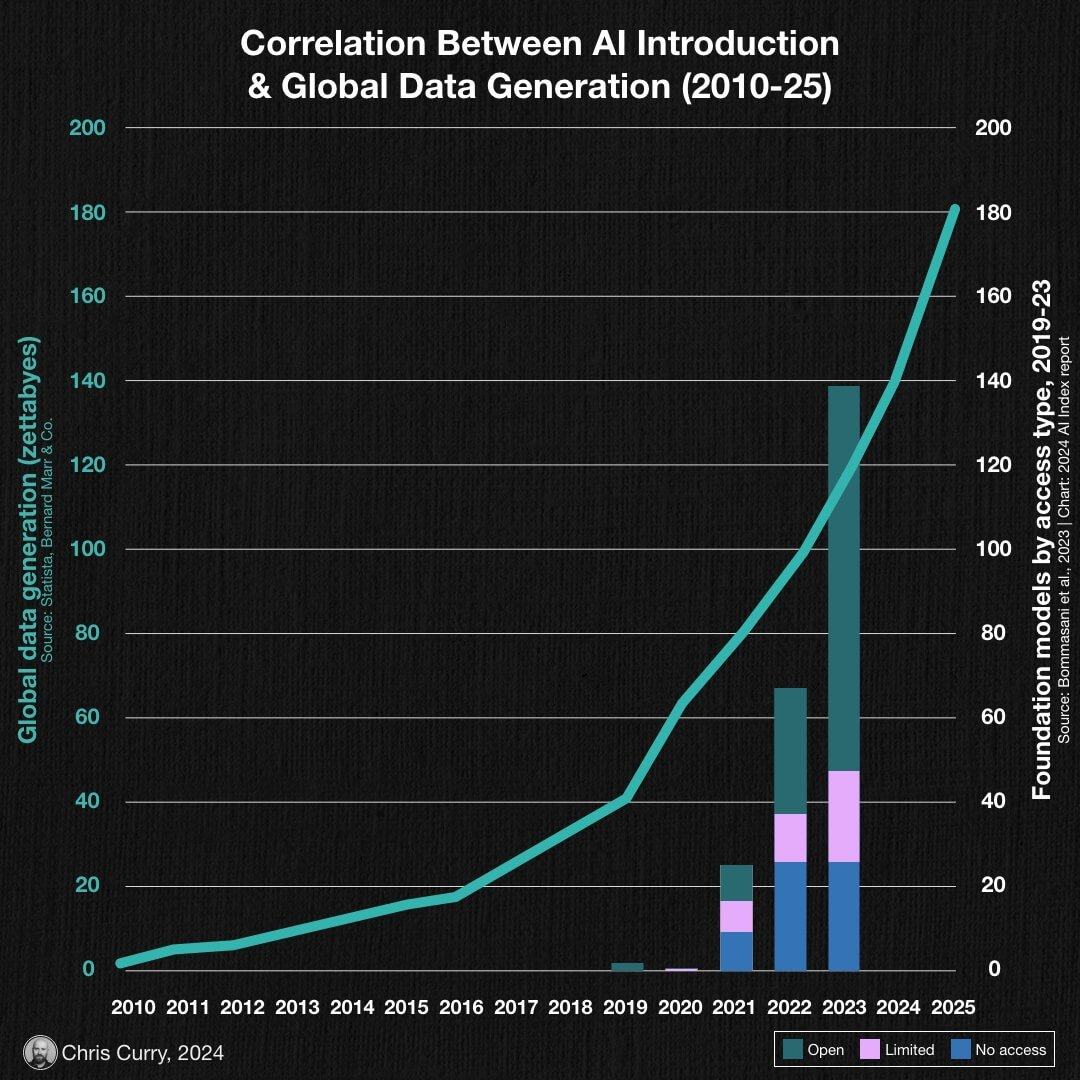 Correlation Between AI Introduction
& Global Data Generation (2010-25)
200
180
160
140
120
100
80
60
40
20
0
200
180
160
140
120
100
80
60
40
20
0
Global data generation (zettabyes)
Source: Statista, Bernard Marr & Co.
Foundation models by access type, 2019-23
Source: Bommasani et al., 2023 | Chart: 2024 AI Index report
2010 2011 2012 2013 2014 2015 2016 2017 2018 2019 2020 2021 2022 2023 2024 2025
Chris Curry, 2024
Open Limited No access